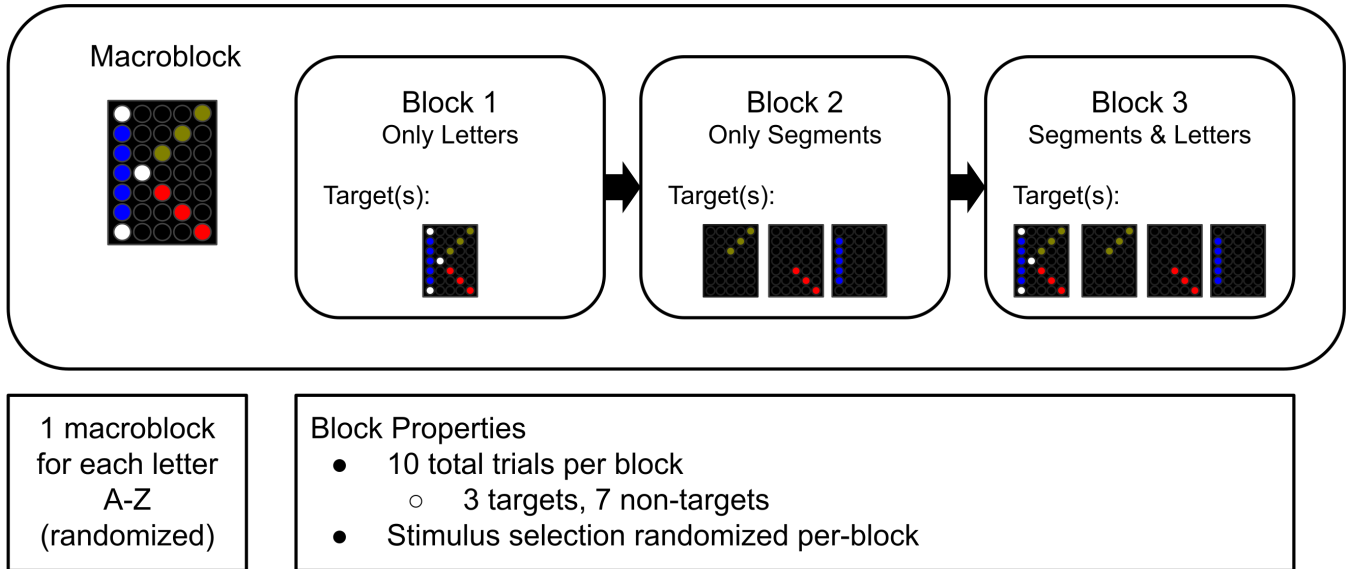 Macroblock
Block 1
Only Letters
Target(s):
Block 2
Only Segments
Target(s):
Block 3
Segments & Letters
Target(s):
1 macroblock
for each letter
A-Z
(randomized)
Block Properties
● 10 total trials per block
○ 3 targets, 7 non-targets
● Stimulus selection randomized per-block